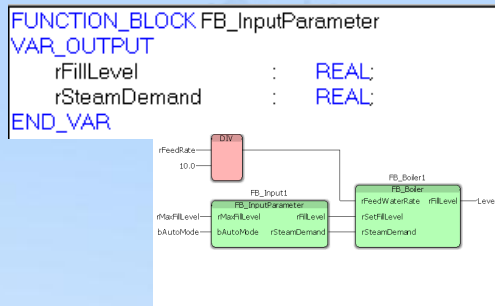 FUNCTION_BLOCK FB_InputParameter
VAR_OUTPUT
rFillLevel : REAL;
rSteamDemand : REAL;
END_VAR
DIV
rFeedRate
10.0
FB_Boiler1
FB_Boiler
rFeedWaterRate rFillLevel Leve
rSetFillLevel
rSteamDemand
FB_Input1
FB_InputParameter
rMaxFillLevel rMaxFillLevel rFillLevel
bAutoMode bAutoMode rSteamDemand